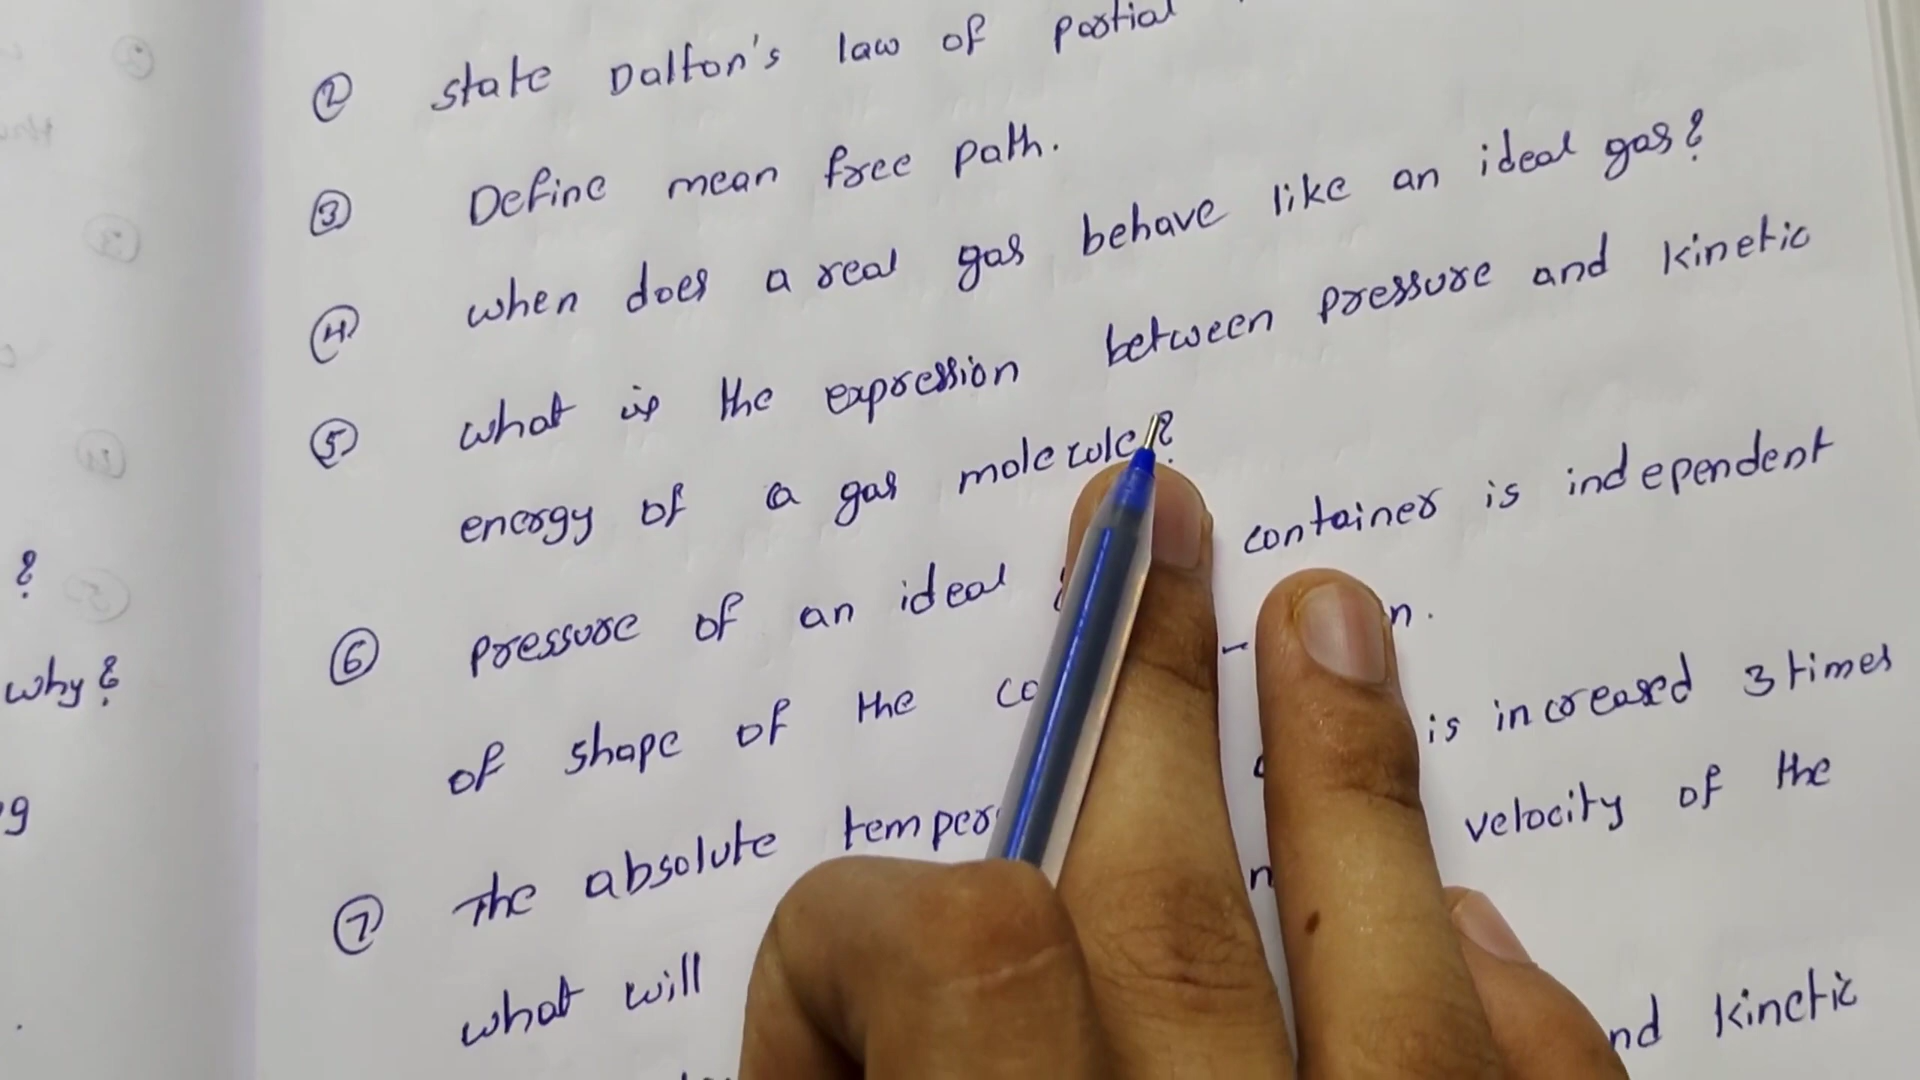 ② state Dalton's law of partial
③ Define mean free path.
④ when does a real gas behave like an ideal gas?
⑤ what is the expression between pressure and kinetic
energy of a gas molecule?
⑥ pressure of an ideal container is independent
of shape of the n.
⑦ The absolute is increased 3 times
what will velocity of the
kinetic
?
why?